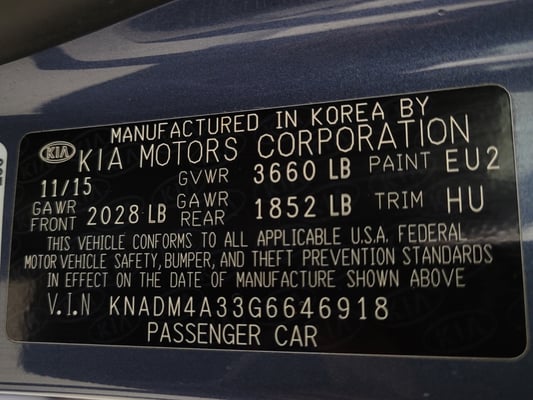 MANUFACTURED IN KOREA BY
KIA KIA MOTORS CORPORATION
11/15 GVWR 3660 LB PAINT EU2
GAWR FRONT 2028 LB GAWR REAR 1852 LB TRIM HU
THIS VEHICLE CONFORMS TO ALL APPLICABLE U.S.A. FEDERAL
MOTOR VEHICLE SAFETY, BUMPER, AND THEFT PREVENTION STANDARDS
IN EFFECT ON THE DATE OF MANUFACTURE SHOWN ABOVE
V.I.N KNADM4A33G6646918
PASSENGER CAR